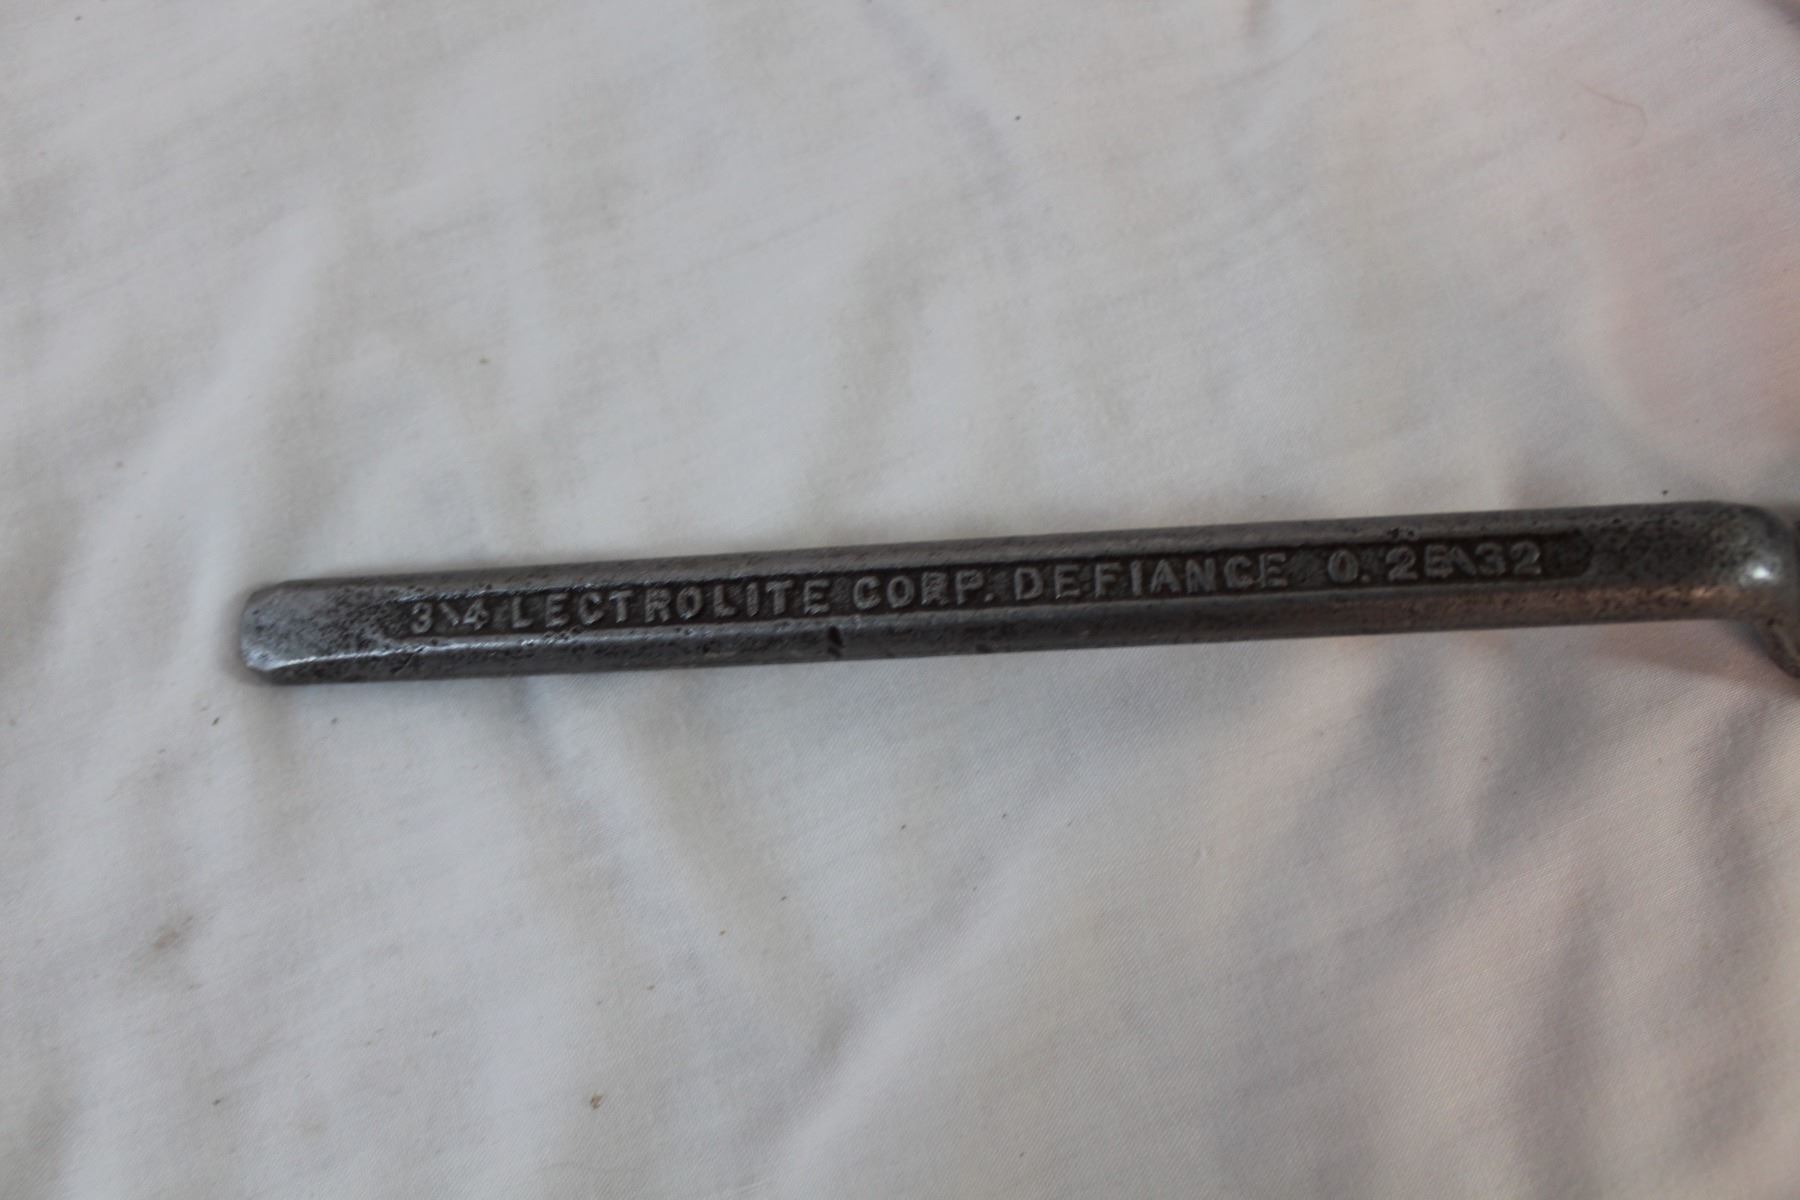 3\4 LECTROLITE CORP. DEFIANCE O. 25\32